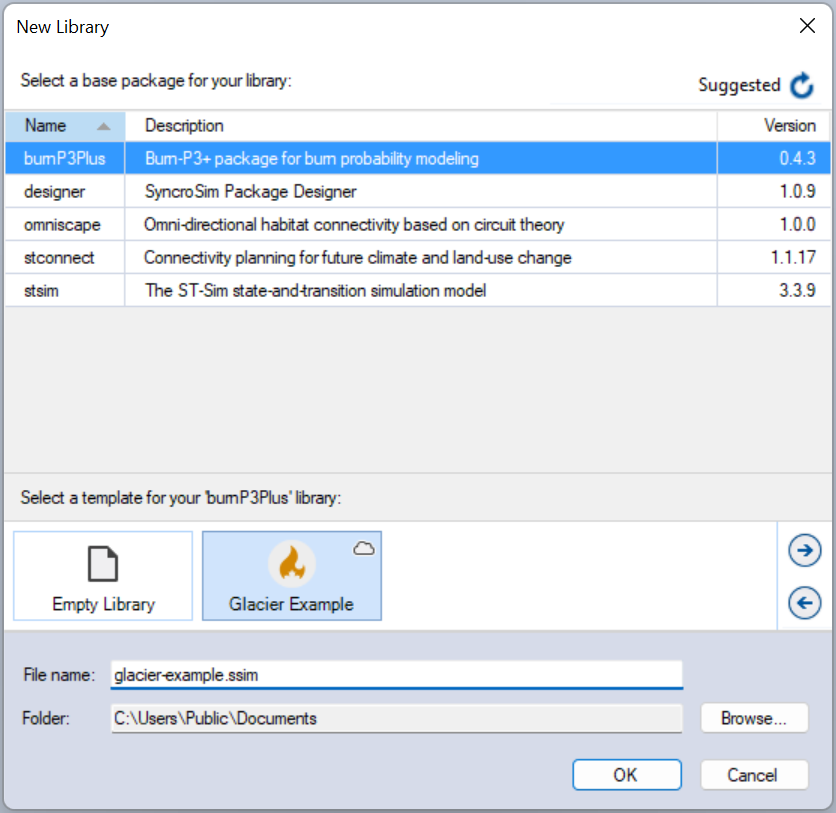 New Library
Select a base package for your library:
Suggested
Name Description Version
burnP3Plus Burn-P3+ package for burn probability modeling 0.4.3
designer SyncroSim Package Designer 1.0.9
omniscape Omni-directional habitat connectivity based on circuit theory 1.0.0
stconnect Connectivity planning for future climate and land-use change 1.1.17
stsim The ST-Sim state-and-transition simulation model 3.3.9
Select a template for your 'burnP3Plus' library:
Empty Library Glacier Example
File name: glacier-example.ssim
Folder: C:\Users\Public\Documents Browse...
OK Cancel